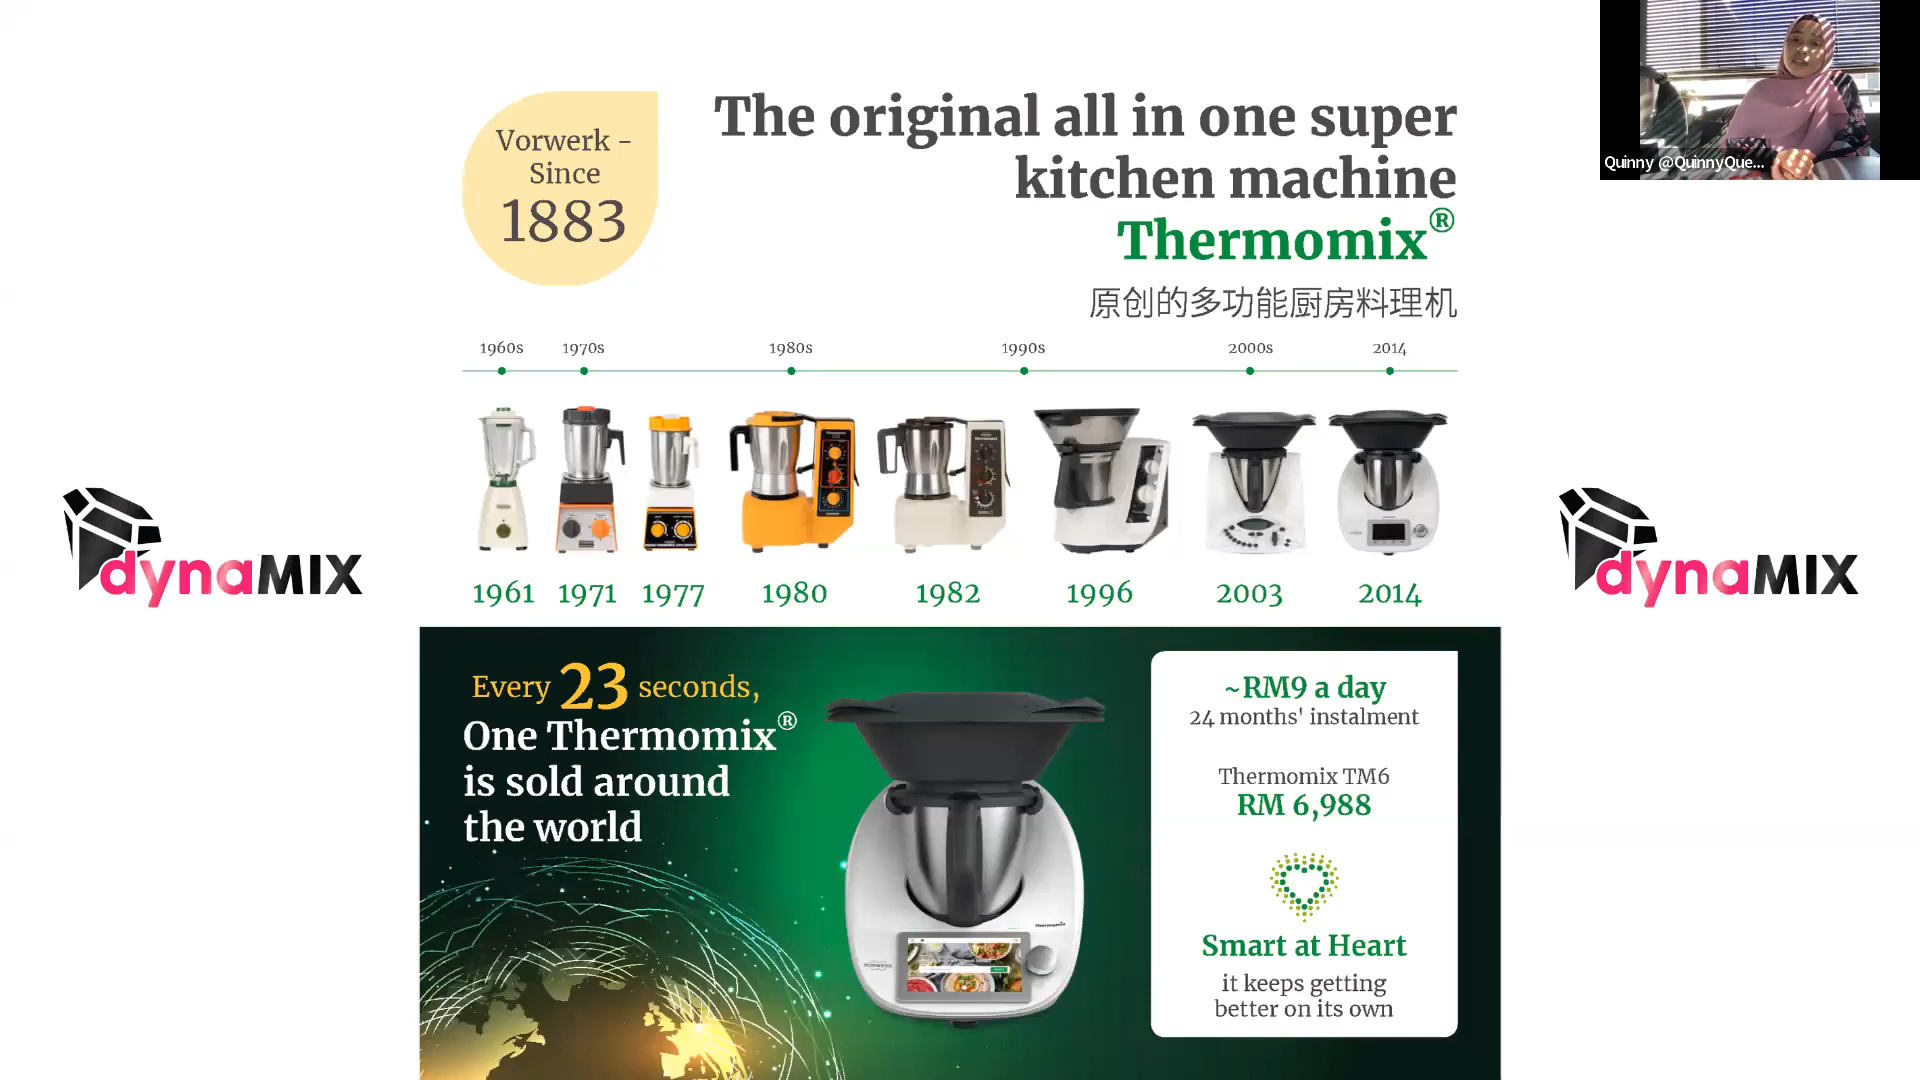 Vorwerk -
Since
1883
The original all in one super
kitchen machine
Thermomix®
原创的多功能厨房料理机
Quinny @QuinnyQue...
1960s 1970s 1980s 1990s 2000s 2014
1961 1971 1977 1980 1982 1996 2003 2014
dynaMIX
dynaMIX
Every 23 seconds,
One Thermomix®
is sold around
the world
~RM9 a day
24 months' instalment
Thermomix TM6
RM 6,988
Smart at Heart
it keeps getting
better on its own
thermomix
VORWERK